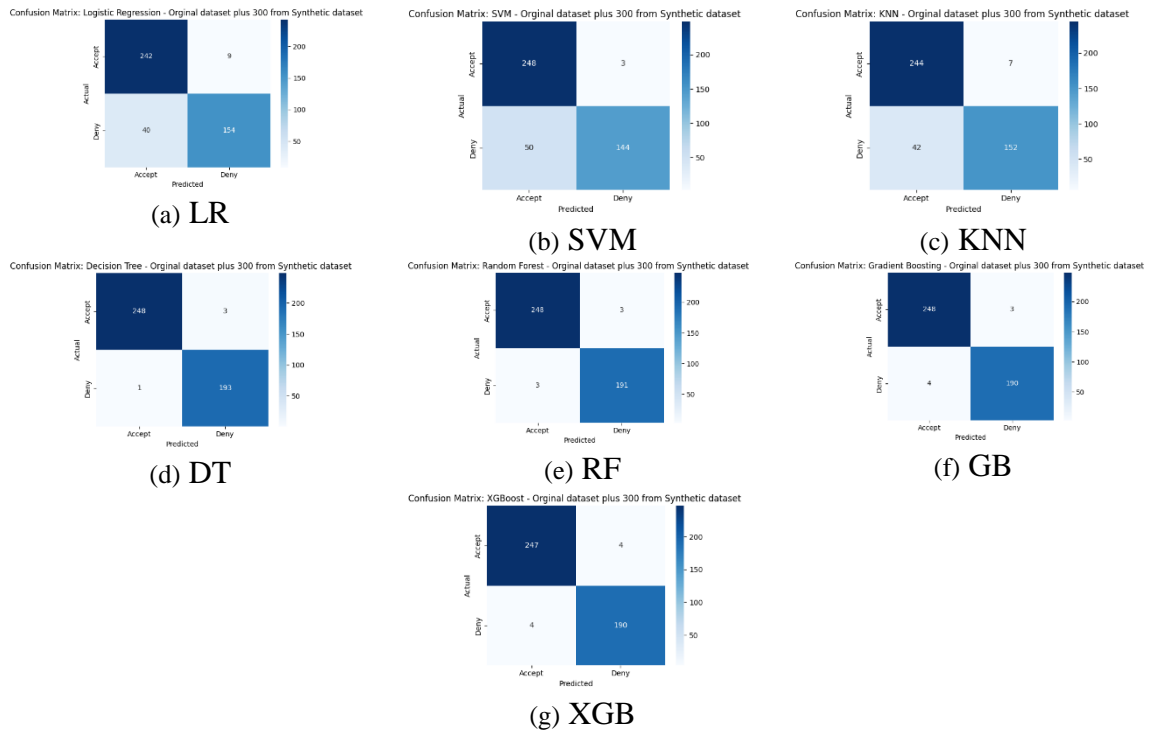 Confusion Matrix: Logistic Regression - Orginal dataset plus 300 from Synthetic dataset
Accept
242
9
200
150
Actual
100
Deny
40
154
50
Accept
Deny
Predicted
(a) LR
Confusion Matrix: SVM - Orginal dataset plus 300 from Synthetic dataset
Accept
248
3
200
150
Actual
100
Deny
50
144
50
Accept
Deny
Predicted
(b) SVM
Confusion Matrix: KNN - Orginal dataset plus 300 from Synthetic dataset
Accept
244
7
200
150
Actual
100
Deny
42
152
50
Accept
Deny
Predicted
(c) KNN
Confusion Matrix: Decision Tree - Orginal dataset plus 300 from Synthetic dataset
Accept
248
3
200
150
Actual
100
Deny
1
193
50
Accept
Deny
Predicted
(d) DT
Confusion Matrix: Random Forest - Orginal dataset plus 300 from Synthetic dataset
Accept
248
3
200
150
Actual
100
Deny
3
191
50
Accept
Deny
Predicted
(e) RF
Confusion Matrix: Gradient Boosting - Orginal dataset plus 300 from Synthetic dataset
Accept
248
3
200
150
Actual
100
Deny
4
190
50
Accept
Deny
Predicted
(f) GB
Confusion Matrix: XGBoost - Orginal dataset plus 300 from Synthetic dataset
Accept
247
4
200
150
Actual
100
Deny
4
190
50
Accept
Deny
Predicted
(g) XGB